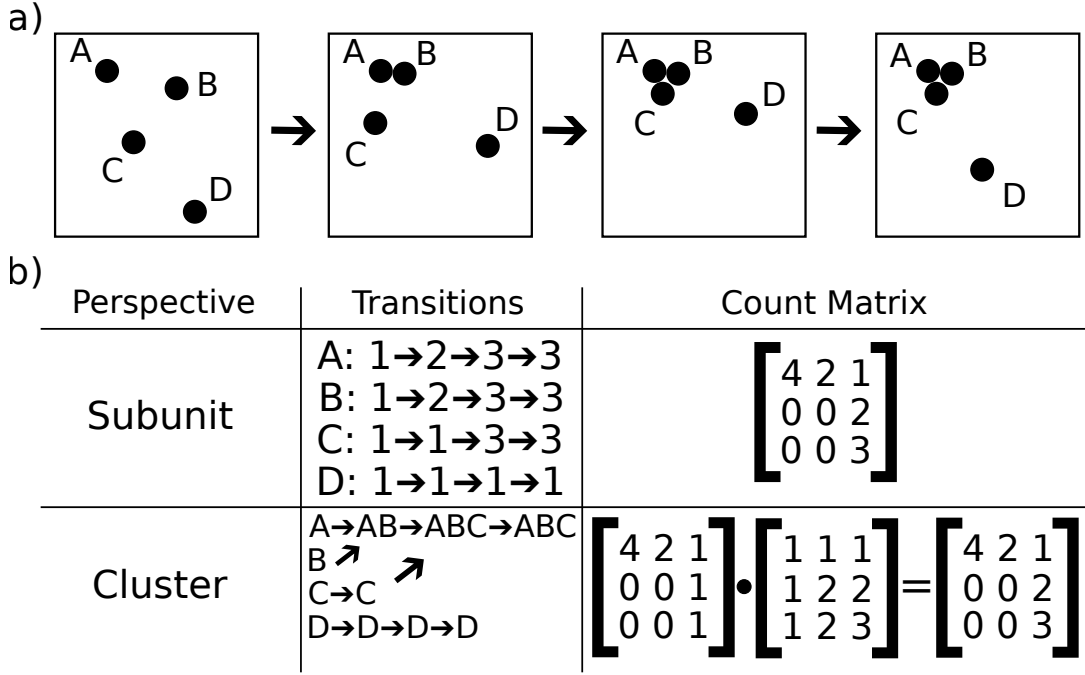 a)
A B C D
A B C D
A B C D
A B C D
b)
Perspective Transitions Count Matrix
Subunit
A: 1→2→3→3
B: 1→2→3→3
C: 1→1→3→3
D: 1→1→1→1
4 2 1
0 0 2
0 0 3
Cluster
A→AB→ABC→ABC
B
C→C
D→D→D→D
[4 2 1] • [1 1 1] = [4 2 1]
[0 0 1] [1 2 2] [0 0 2]
[0 0 1] [1 2 3] [0 0 3]